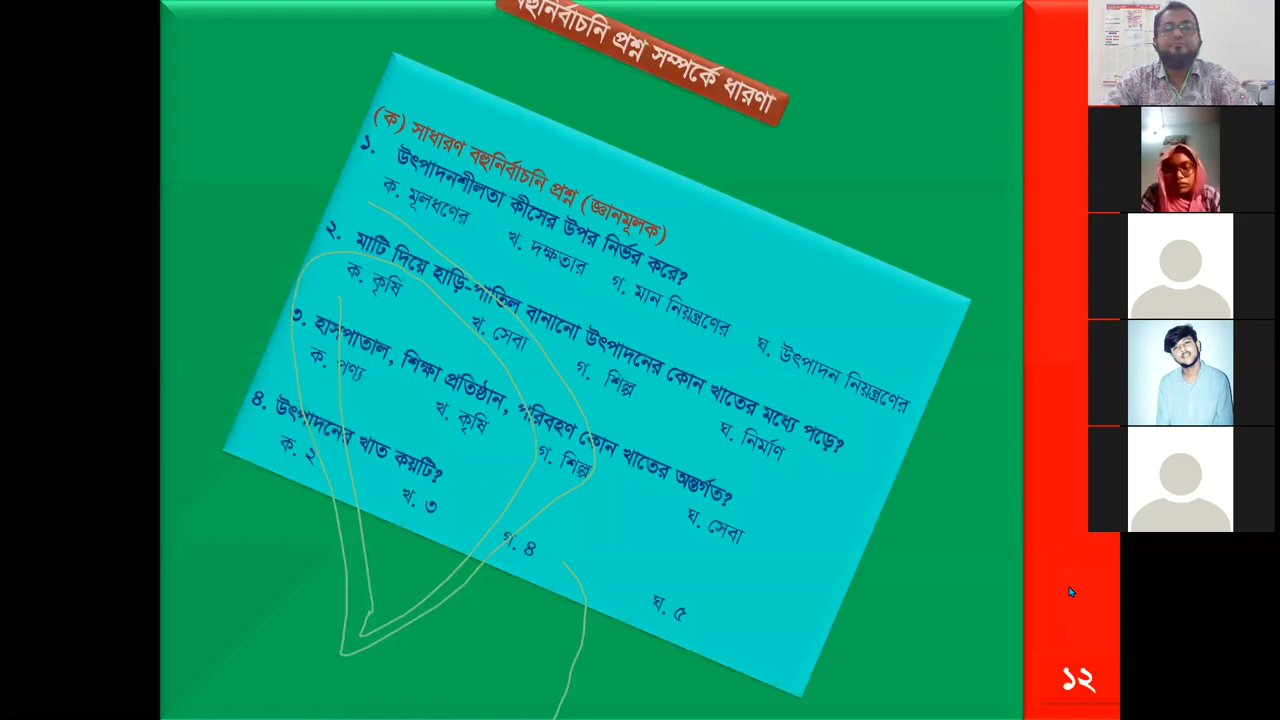 বহুনির্বাচনি প্রশ্ন সম্পর্কে ধারণা
(ক) সাধারণ বহুনির্বাচনি প্রশ্ন (জ্ঞানমূলক)
১. উৎপাদনশীলতা কীসের উপর নির্ভর করে?
ক. মূলধণের খ. দক্ষতার গ. মান নিয়ন্ত্রণের ঘ. উৎপাদন নিয়ন্ত্রণের
২. মাটি দিয়ে হাড়ি-পাতিল বানানো উৎপাদনের কোন খাতের মধ্যে পড়ে?
ক. কৃষি খ. সেবা গ. শিল্প ঘ. নির্মাণ
৩. হাসপাতাল, শিক্ষা প্রতিষ্ঠান, পরিবহণ কোন খাতের অন্তর্গত?
ক. পণ্য খ. কৃষি গ. শিল্প ঘ. সেবা
৪. উৎপাদনের খাত কয়টি?
ক. ২ খ. ৩ গ. ৪ ঘ. ৫
১২